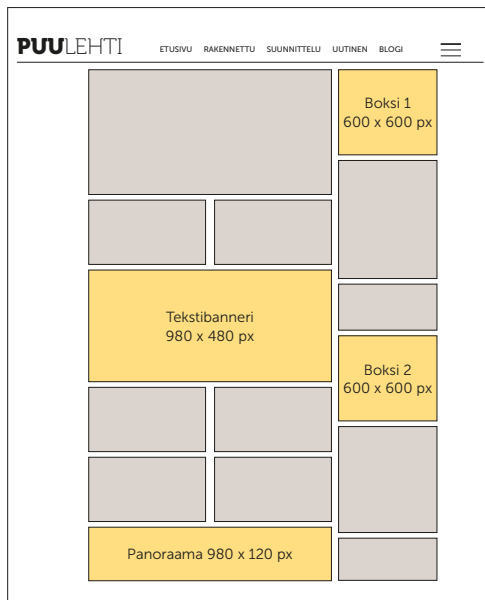 PUULEHTI
ETUSIVU RAKENNETTU SUUNNITTELU UUTINEN BLOGI
Boksi 1
600 x 600 px
Tekstibanneri
980 x 480 px
Boksi 2
600 x 600 px
Panoraama 980 x 120 px